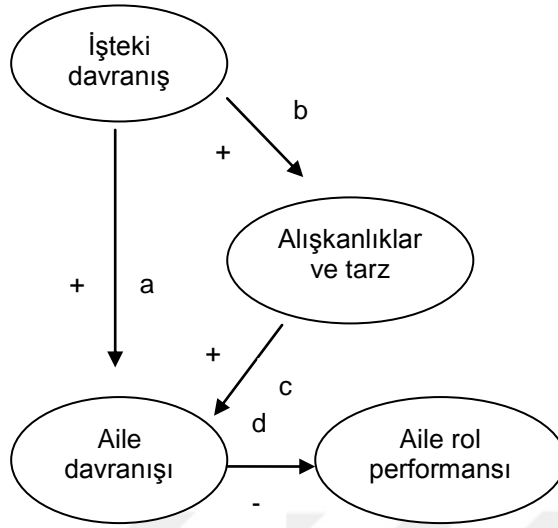 İşteki
davranış
b
+
Alışkanlıklar
ve tarz
+
a
+
c
d
Aile
davranışı
Aile rol
performansı
-